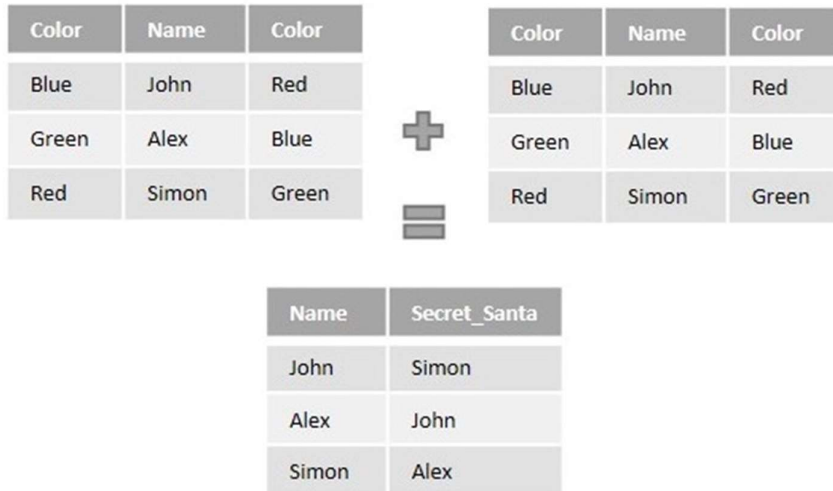 Color Name Color
Blue John Red
Green Alex Blue
Red Simon Green
Color Name Color
Blue John Red
Green Alex Blue
Red Simon Green
Name Secret_Santa
John Simon
Alex John
Simon Alex